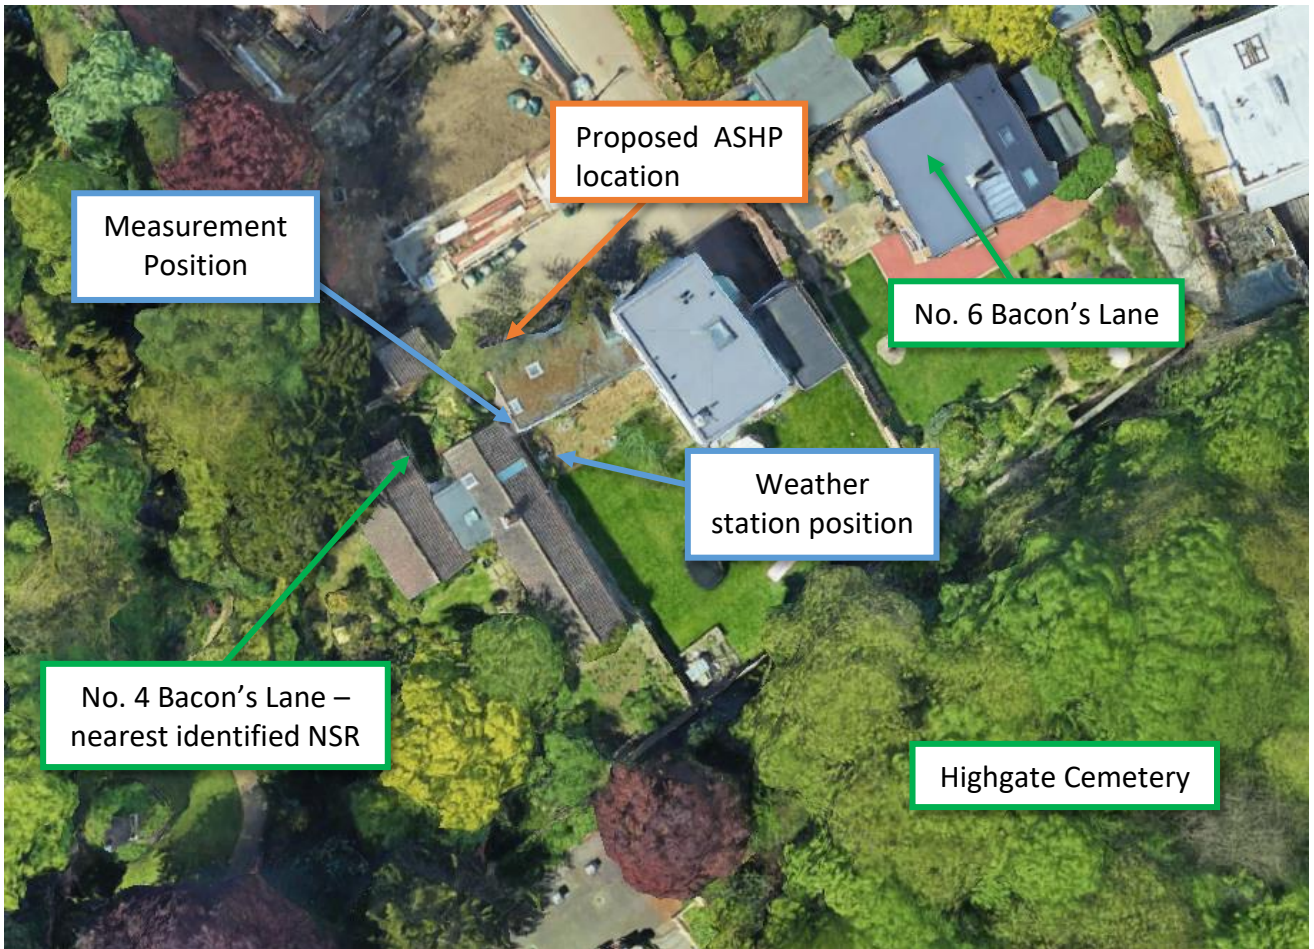 Proposed ASHP
location
Measurement
Position
No. 6 Bacon’s Lane
Weather
station position
No. 4 Bacon’s Lane –
nearest identified NSR
Highgate Cemetery